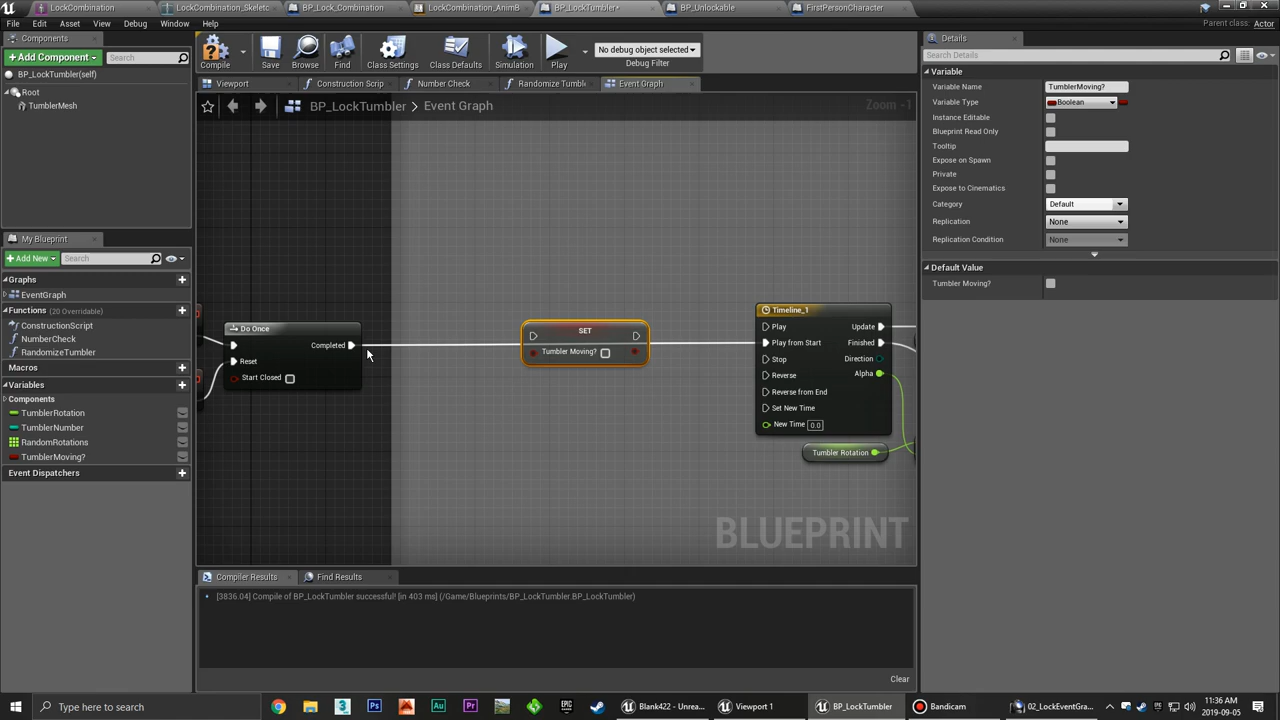 LockCombination
LockCombination_Skeletc
BP_Lock_Combination
LockCombination_AnimB
BP_LockTumbler*
BP_Unlockable
FirstPersonCharacter
File Edit Asset View Debug Window Help
Parent class: Actor
Components
+ Add Component
Search
BP_LockTumbler(self)
Root
TumblerMesh
My Blueprint
+ Add New
Search
Graphs
EventGraph
Functions (20 Overridable)
ConstructionScript
NumberCheck
RandomizeTumbler
Macros
Variables
Components
TumblerRotation
TumblerNumber
RandomRotations
TumblerMoving?
Event Dispatchers
Compile
Save
Browse
Find
Class Settings
Class Defaults
Simulation
Play
No debug object selected
Debug Filter
Viewport
Construction Scrip
Number Check
Randomize Tumble
Event Graph
BP_LockTumbler > Event Graph
Zoom -1
Do Once
Completed
Reset
Start Closed
SET
Tumbler Moving?
Timeline_1
Play Update
Play from Start Finished
Stop Direction
Reverse Alpha
Reverse from End
Set New Time
New Time 0.0
Tumbler Rotation
BLUEPRINT
Compiler Results
Find Results
[3836.04] Compile of BP_LockTumbler successful! [in 403 ms] (/Game/Blueprints/BP_LockTumbler.BP_LockTumbler)
Clear
Details
Search Details
Variable
Variable Name TumblerMoving?
Variable Type Boolean
Instance Editable
Blueprint Read Only
Tooltip
Expose on Spawn
Private
Expose to Cinematics
Category Default
Replication None
Replication Condition None
Default Value
Tumbler Moving?
Type here to search
Blank422 - Unrea...
Viewport 1
BP_LockTumbler
Bandicam
02_LockEventGra...
11:36 AM
2019-09-05